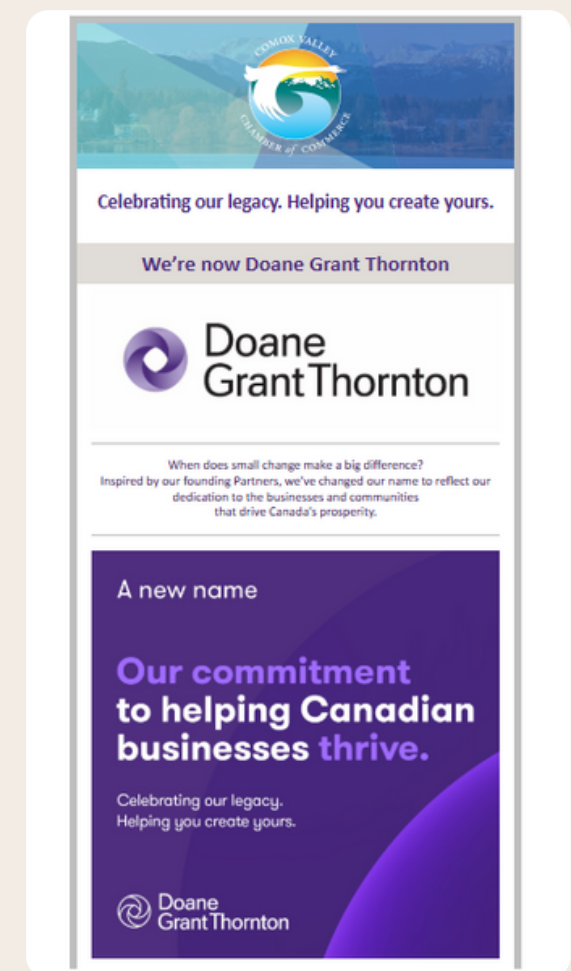 COMOX VALLEY
CHAMBER of COMMERCE
Celebrating our legacy. Helping you create yours.
We're now Doane Grant Thornton
Doane
Grant Thornton
When does small change make a big difference?
Inspired by our founding Partners, we've changed our name to reflect our
dedication to the businesses and communities
that drive Canada's prosperity.
A new name
Our commitment
to helping Canadian
businesses thrive.
Celebrating our legacy.
Helping you create yours.
Doane
Grant Thornton